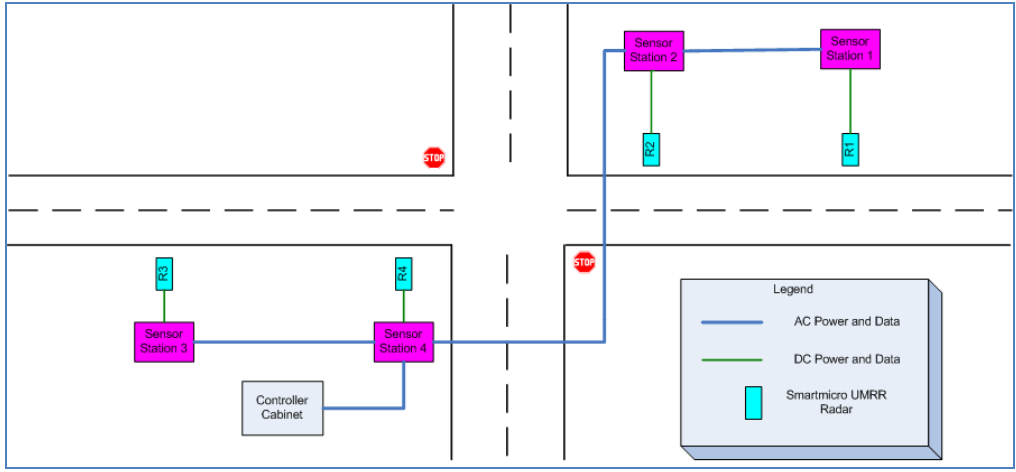 Sensor
Station 2
Sensor
Station 1
R2
R1
STOP
STOP
R3
R4
Sensor
Station 3
Sensor
Station 4
Controller
Cabinet
Legend
AC Power and Data
DC Power and Data
Smartmicro UMRR
Radar